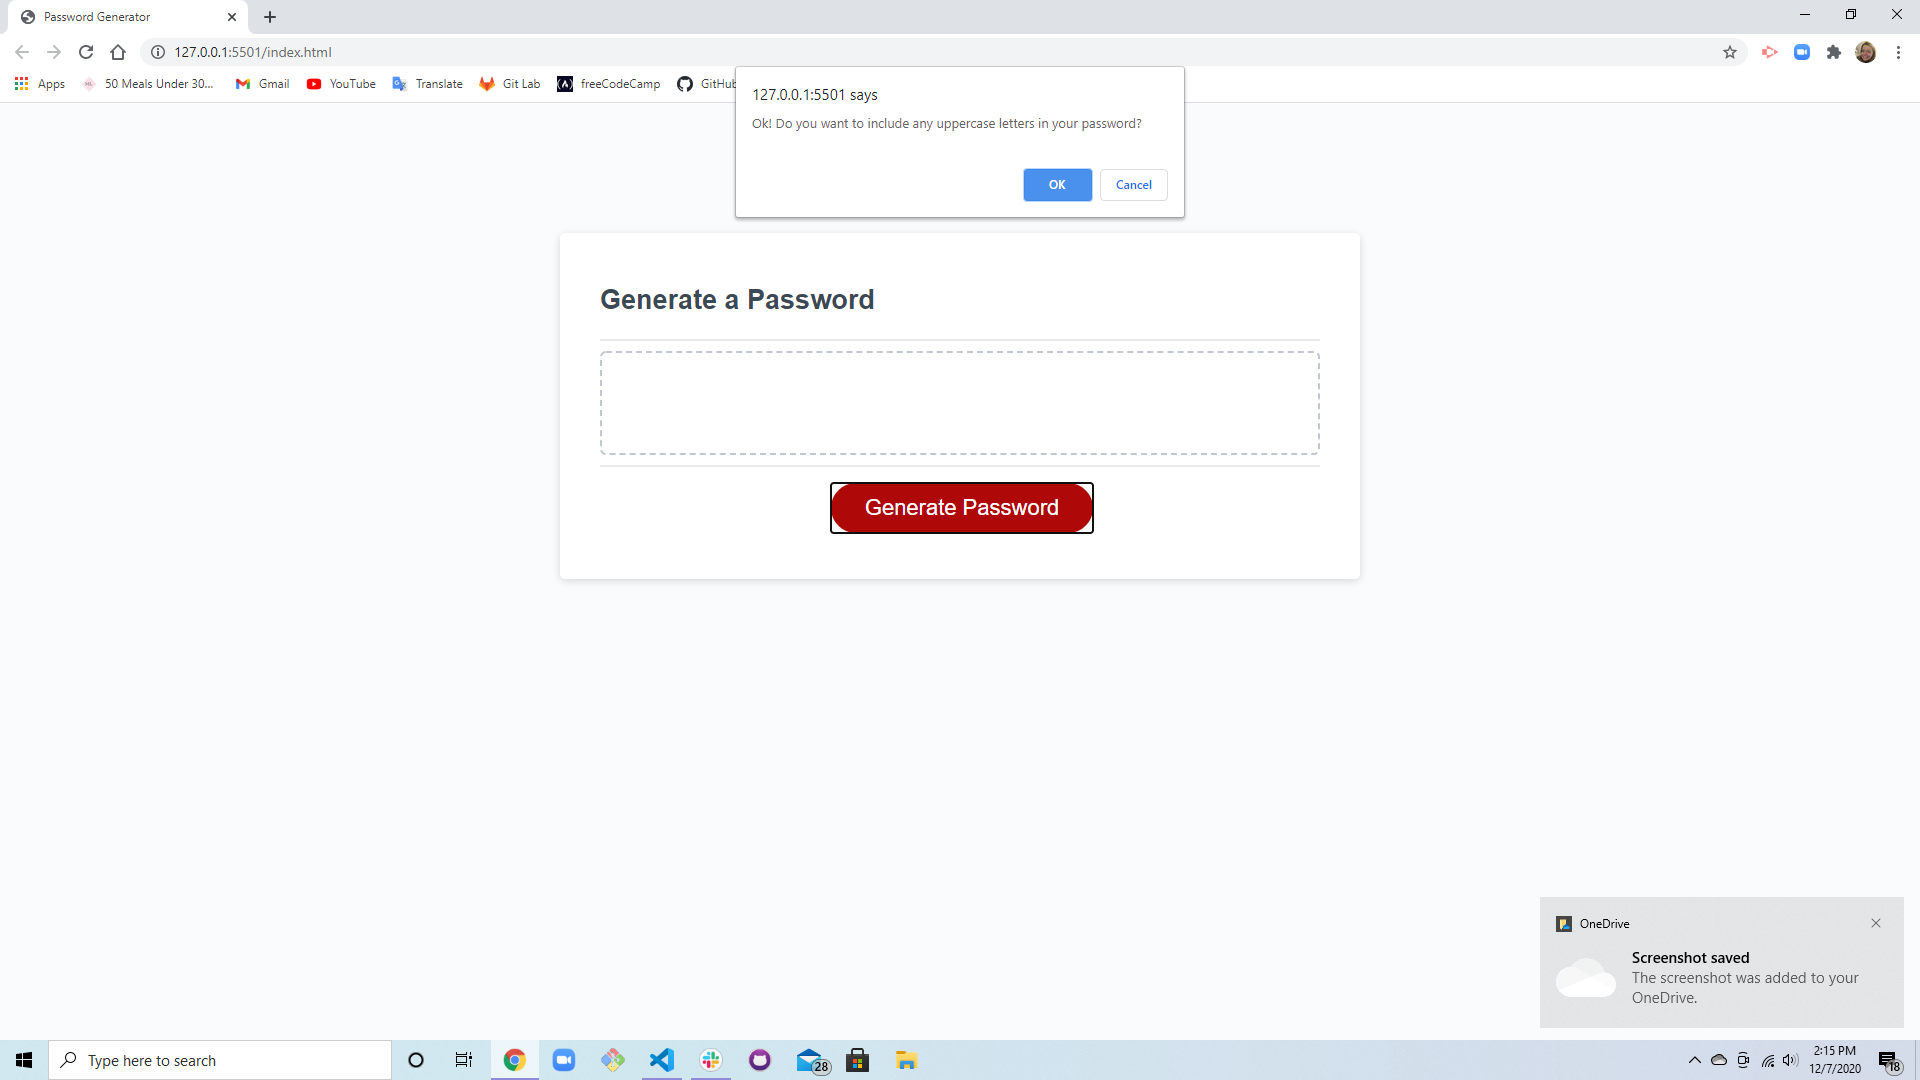 Password Generator
127.0.0.1:5501/index.html
Apps
50 Meals Under 30...
Gmail
YouTube
Translate
Git Lab
freeCodeCamp
GitHub
127.0.0.1:5501 says
Ok! Do you want to include any uppercase letters in your password?
OK
Cancel
Generate a Password
Generate Password
OneDrive
Screenshot saved
The screenshot was added to your
OneDrive.
Type here to search
28
2:15 PM
12/7/2020
18